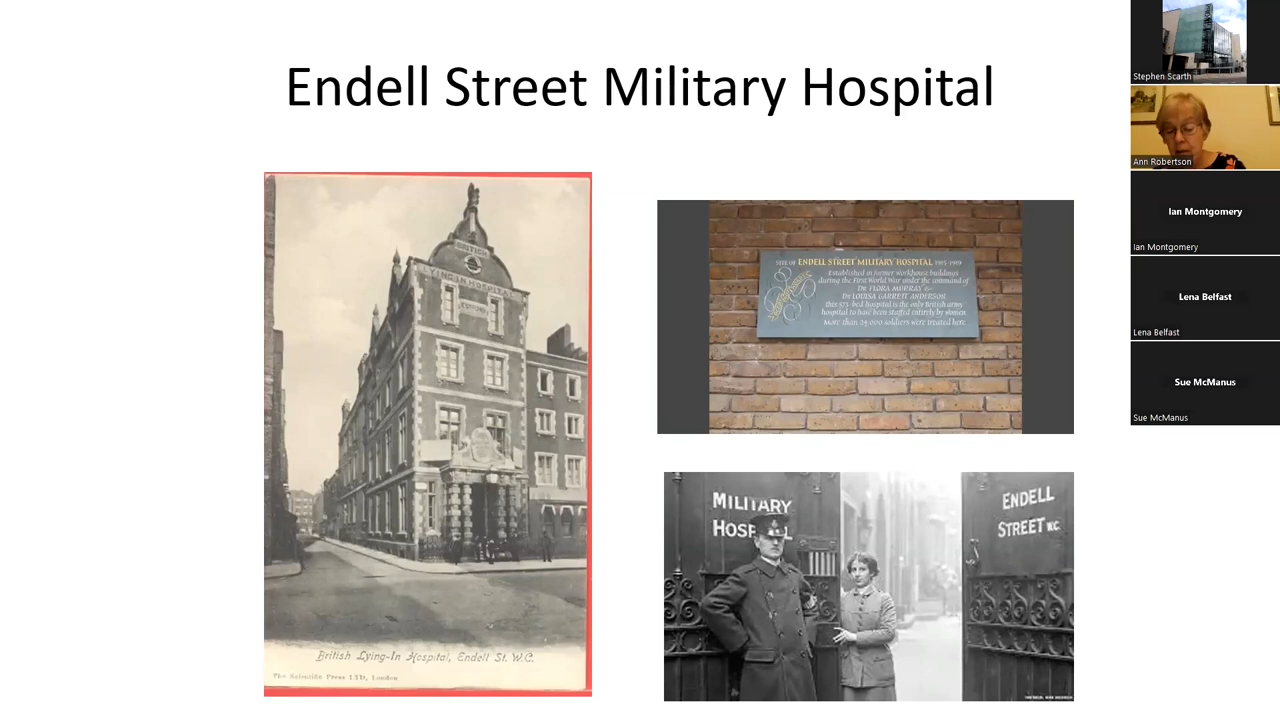 Endell Street Military Hospital
BRITISH
LYING-IN HOSPITAL
British Lying-In Hospital, Endell St. W.C.
The Scientific Press LTD, London
SITE OF ENDELL STREET MILITARY HOSPITAL 1915-1919
Established in former workhouse buildings
during the First World War under the command of
Dr FLORA MURRAY &
Dr LOUISA GARRETT ANDERSON
this 573-bed hospital is the only British army
hospital to have been staffed entirely by women.
More than 25 000 soldiers were treated here
MILITARY
HOSPITAL
ENDELL
STREET W.C.
Stephen Scarth
Ann Robertson
Ian Montgomery
Ian Montgomery
Lena Belfast
Lena Belfast
Sue McManus
Sue McManus